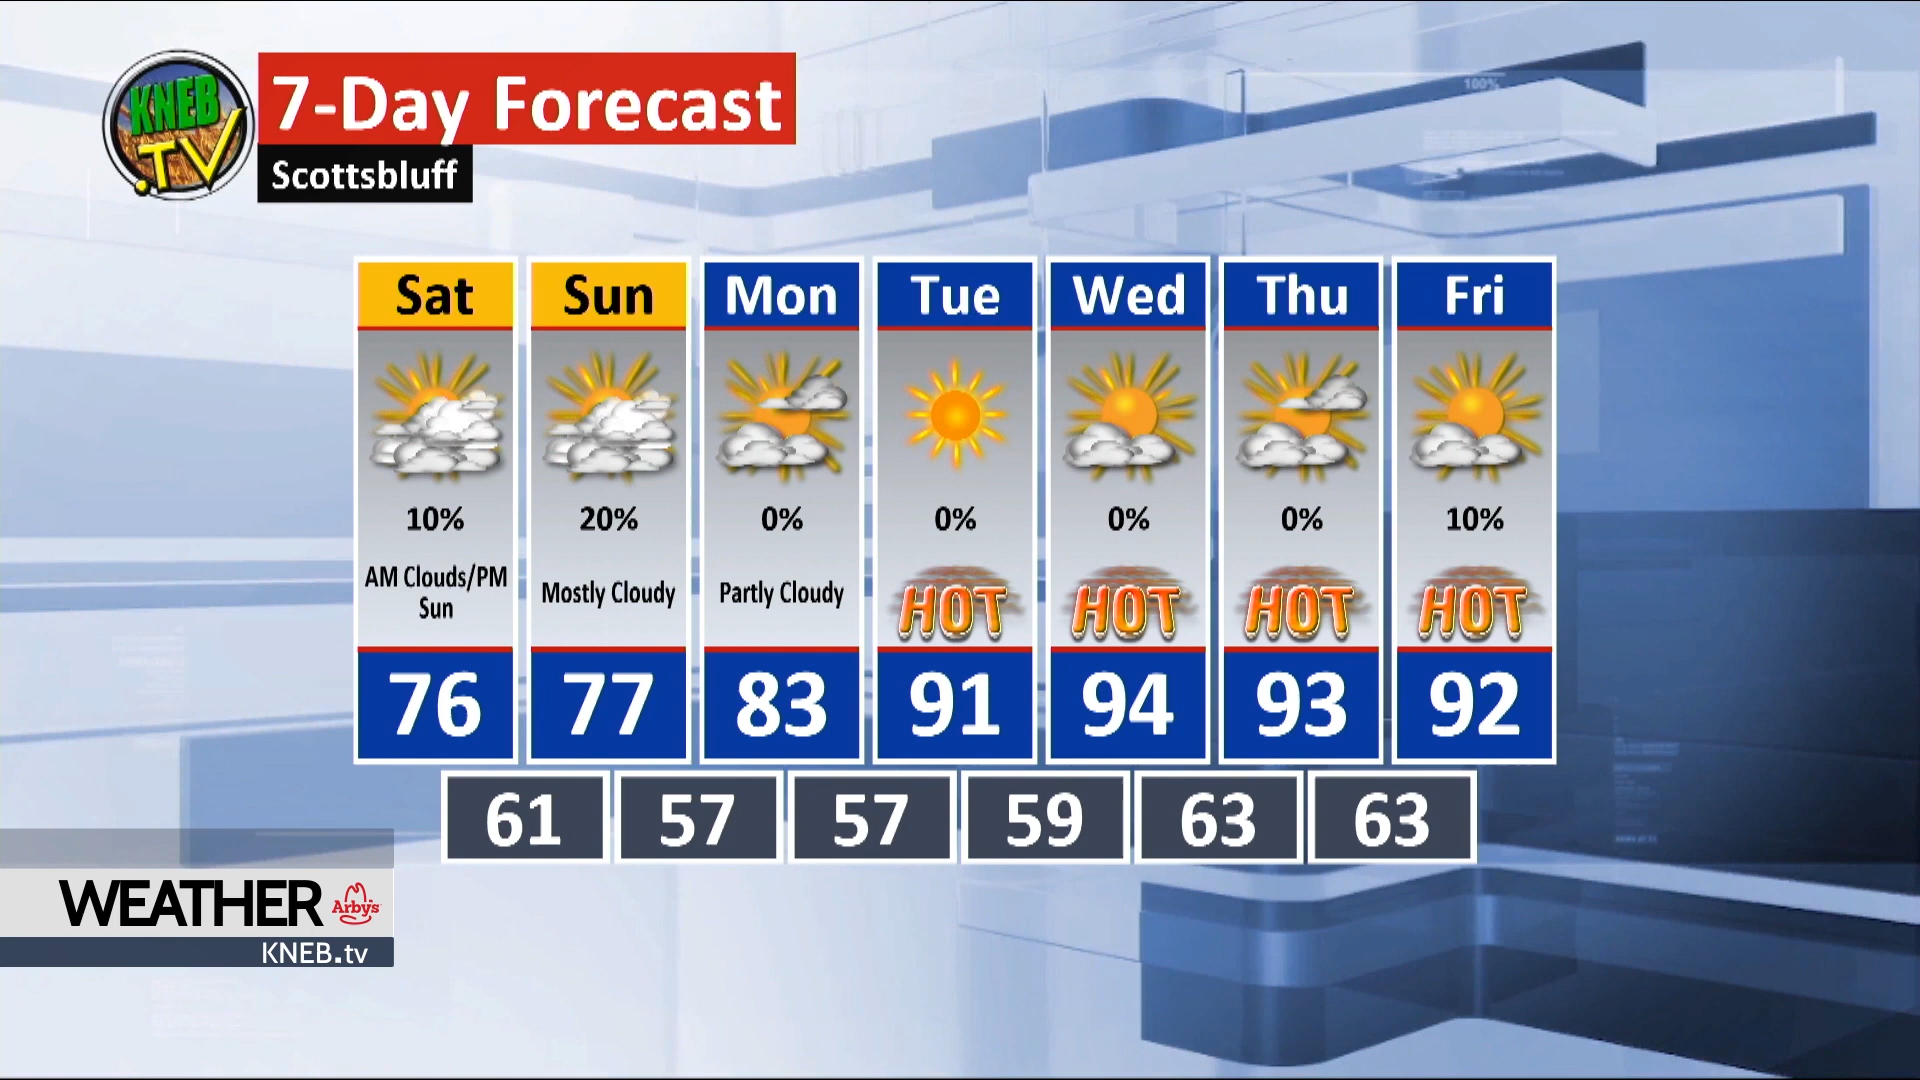 KNEB
.TV
7-Day Forecast
Scottsbluff
100%
Sat Sun Mon Tue Wed Thu Fri
10% 20% 0% 0% 0% 0% 10%
AM Clouds/PM
Sun
Mostly Cloudy
Partly Cloudy
HOT HOT HOT HOT
76 77 83 91 94 93 92
61 57 57 59 63 63
WEATHER Arby's
KNEB.tv